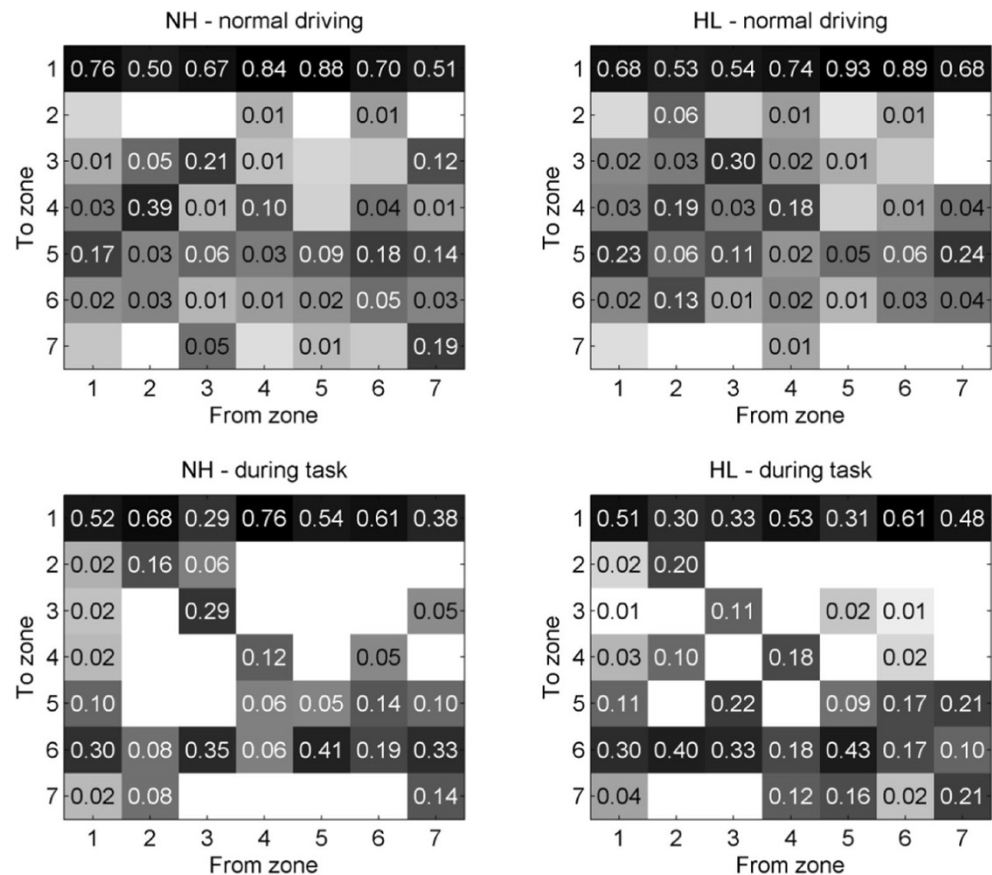 NH - normal driving
1 0.76 0.50 0.67 0.84 0.88 0.70 0.51
2 0.01 0.01
3 0.01 0.05 0.21 0.01 0.12
4 0.03 0.39 0.01 0.10 0.04 0.01
5 0.17 0.03 0.06 0.03 0.09 0.18 0.14
6 0.02 0.03 0.01 0.01 0.02 0.05 0.03
7 0.05 0.01 0.19
To zone
1 2 3 4 5 6 7
From zone
HL - normal driving
1 0.68 0.53 0.54 0.74 0.93 0.89 0.68
2 0.06 0.01 0.01
3 0.02 0.03 0.30 0.02 0.01
4 0.03 0.19 0.03 0.18 0.01 0.04
5 0.23 0.06 0.11 0.02 0.05 0.06 0.24
6 0.02 0.13 0.01 0.02 0.01 0.03 0.04
7 0.01
To zone
1 2 3 4 5 6 7
From zone
NH - during task
1 0.52 0.68 0.29 0.76 0.54 0.61 0.38
2 0.02 0.16 0.06
3 0.02 0.29 0.05
4 0.02 0.12 0.05
5 0.10 0.06 0.05 0.14 0.10
6 0.30 0.08 0.35 0.06 0.41 0.19 0.33
7 0.02 0.08 0.14
To zone
1 2 3 4 5 6 7
From zone
HL - during task
1 0.51 0.30 0.33 0.53 0.31 0.61 0.48
2 0.02 0.20
3 0.01 0.11 0.02 0.01
4 0.03 0.10 0.18 0.02
5 0.11 0.22 0.09 0.17 0.21
6 0.30 0.40 0.33 0.18 0.43 0.17 0.10
7 0.04 0.12 0.16 0.02 0.21
To zone
1 2 3 4 5 6 7
From zone